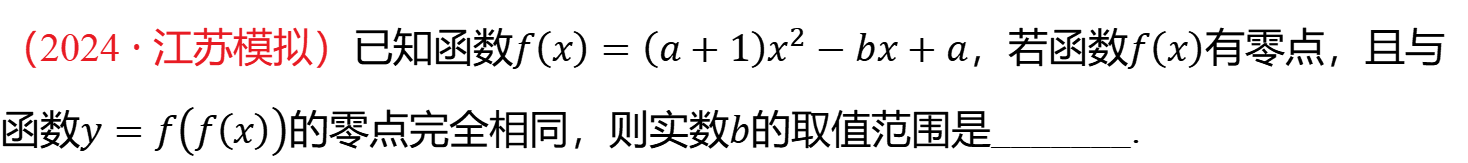 (2024·江苏模拟)已知函数f(x) = (a + 1)x² − bx + a，若函数f(x)有零点，且与
函数y = f(f(x))的零点完全相同，则实数b的取值范围是_______.